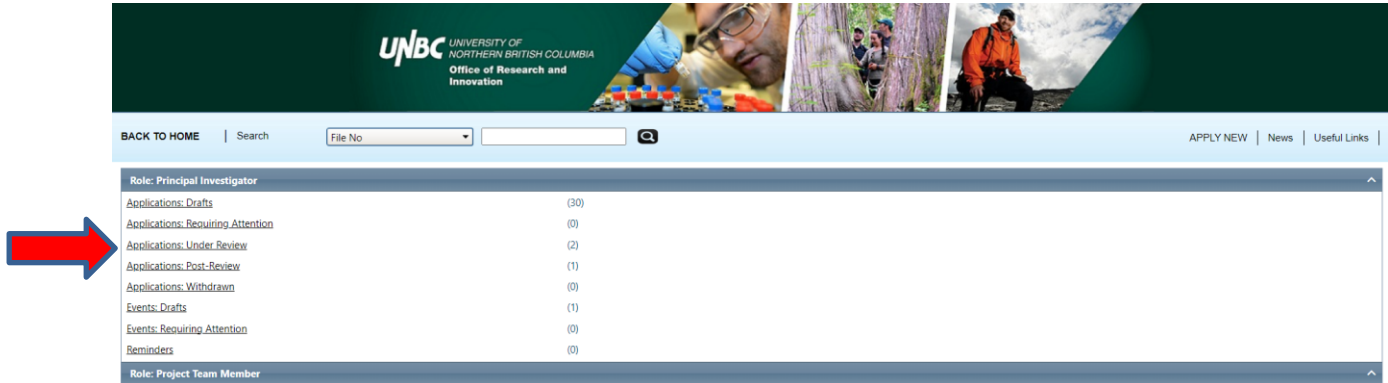 UNBC UNIVERSITY OF
NORTHERN BRITISH COLUMBIA
Office of Research and
Innovation
BACK TO HOME | Search File No APPLY NEW | News | Useful Links |
Role: Principal Investigator
Applications: Drafts (30)
Applications: Requiring Attention (0)
Applications: Under Review (2)
Applications: Post-Review (1)
Applications: Withdrawn (0)
Events: Drafts (1)
Events: Requiring Attention (0)
Reminders (0)
Role: Project Team Member